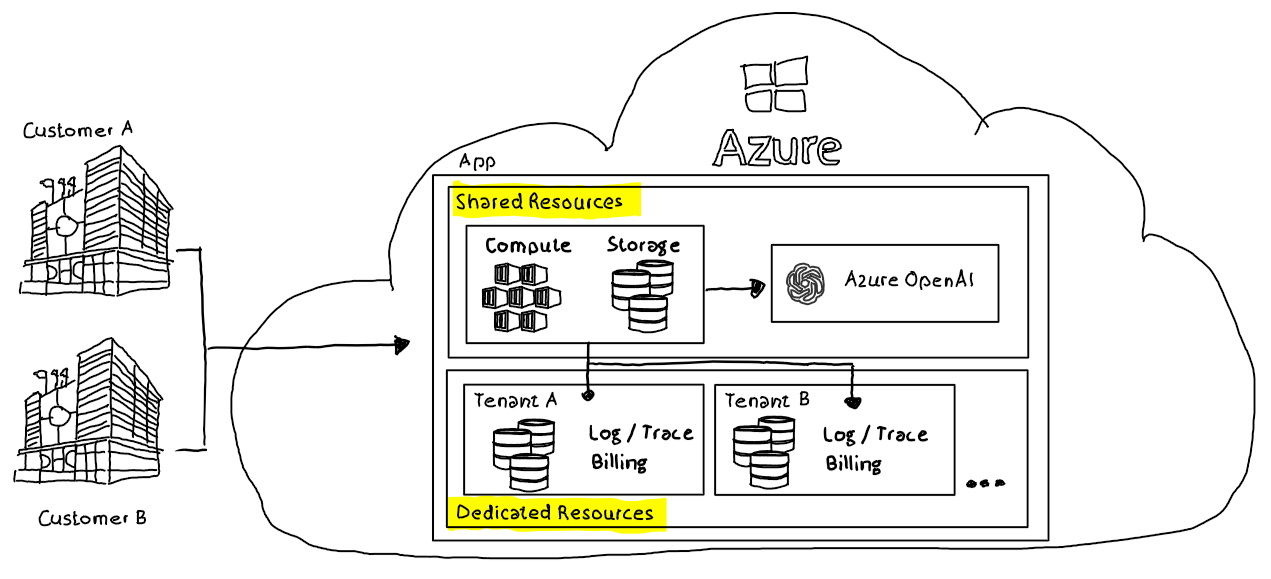 Customer A
Customer B
Azure
App
Shared Resources
Compute
Storage
Azure OpenAI
Tenant A
Log / Trace
Billing
Tenant B
Log / Trace
Billing
...
Dedicated Resources